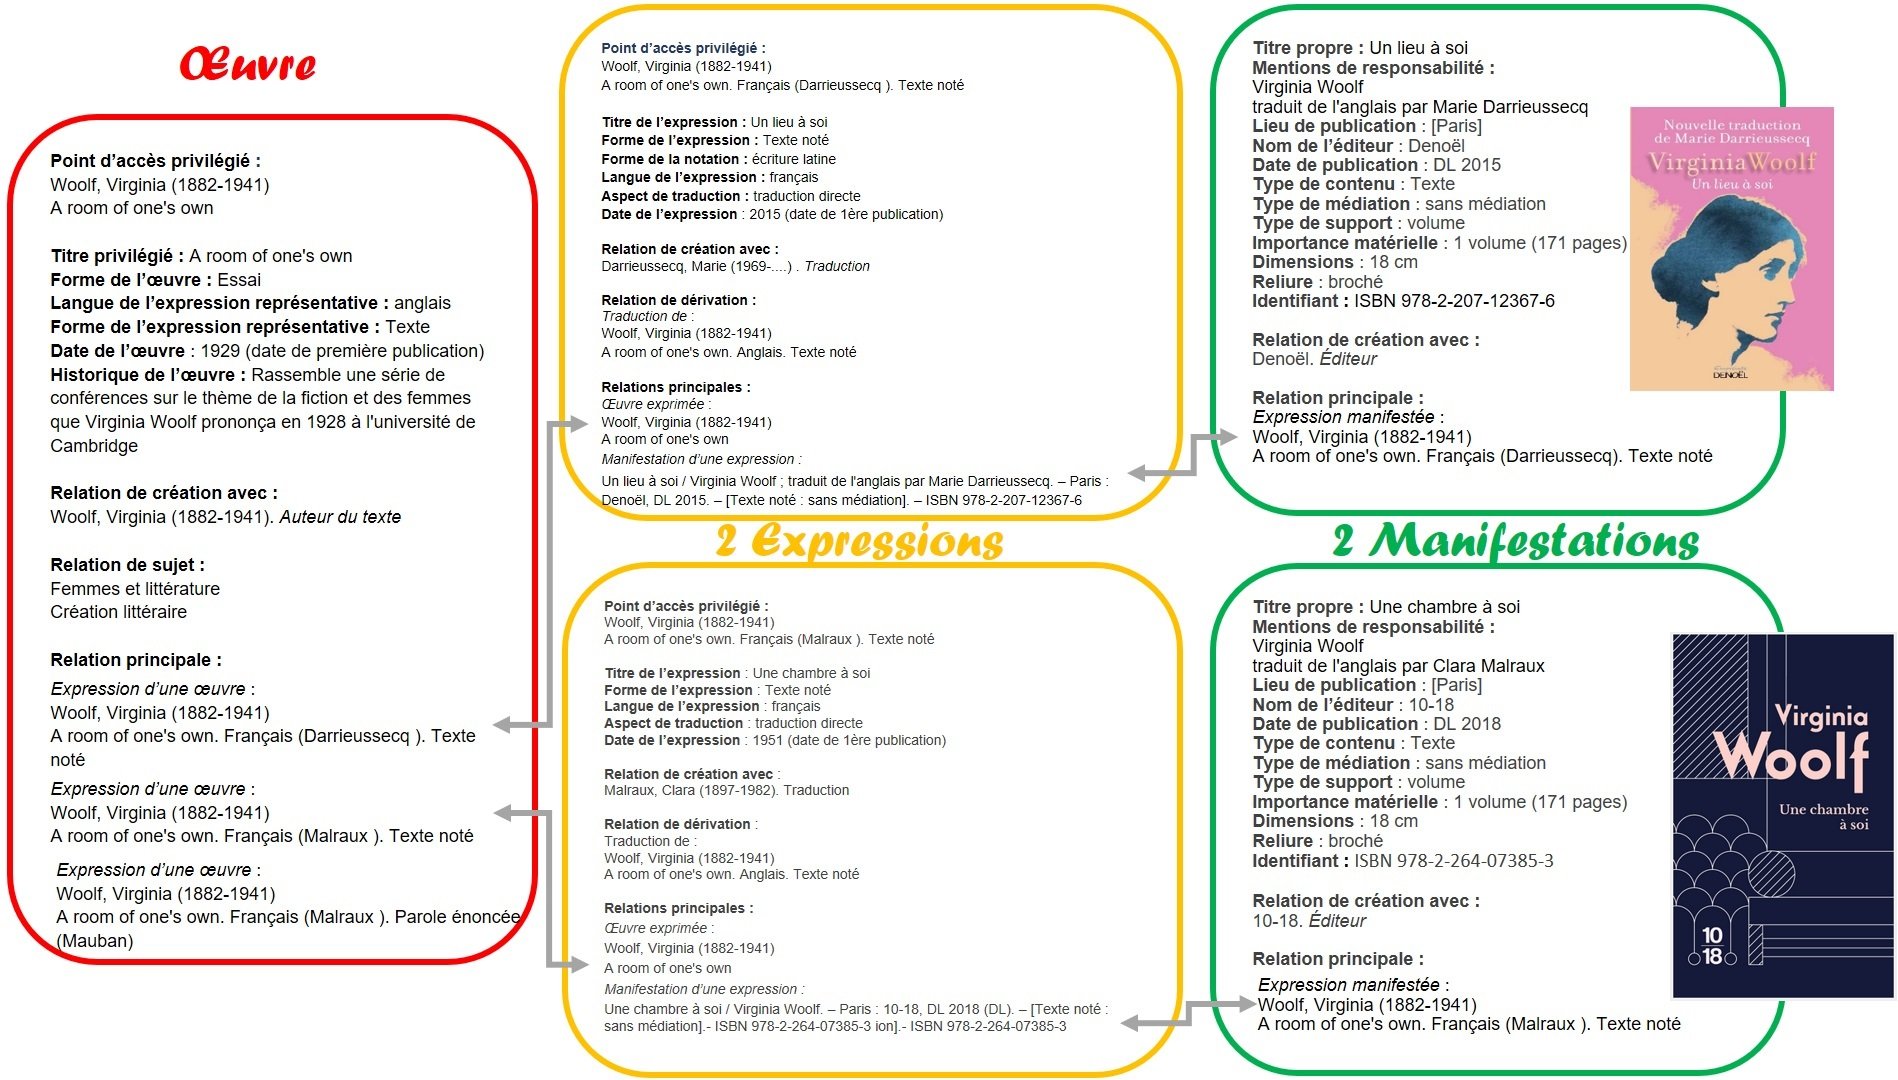 Œuvre
Point d’accès privilégié :
Woolf, Virginia (1882-1941)
A room of one's own
Titre privilégié : A room of one's own
Forme de l’œuvre : Essai
Langue de l’expression représentative : anglais
Forme de l’expression représentative : Texte
Date de l’œuvre : 1929 (date de première publication)
Historique de l’œuvre : Rassemble une série de
conférences sur le thème de la fiction et des femmes
que Virginia Woolf prononça en 1928 à l'université de
Cambridge
Relation de création avec :
Woolf, Virginia (1882-1941). Auteur du texte
Relation de sujet :
Femmes et littérature
Création littéraire
Relation principale :
Expression d’une œuvre :
Woolf, Virginia (1882-1941)
A room of one's own. Français (Darrieussecq ). Texte
noté
Expression d’une œuvre :
Woolf, Virginia (1882-1941)
A room of one's own. Français (Malraux ). Texte noté
Expression d’une œuvre :
Woolf, Virginia (1882-1941)
A room of one's own. Français (Malraux ). Parole énoncée
(Mauban)
Point d’accès privilégié :
Woolf, Virginia (1882-1941)
A room of one's own. Français (Darrieussecq ). Texte noté
Titre de l’expression : Un lieu à soi
Forme de l’expression : Texte noté
Forme de la notation : écriture latine
Langue de l’expression : français
Aspect de traduction : traduction directe
Date de l’expression : 2015 (date de 1ère publication)
Relation de création avec :
Darrieussecq, Marie (1969-....) . Traduction
Relation de dérivation :
Traduction de :
Woolf, Virginia (1882-1941)
A room of one's own. Anglais. Texte noté
Relations principales :
Œuvre exprimée :
Woolf, Virginia (1882-1941)
A room of one's own
Manifestation d’une expression :
Un lieu à soi / Virginia Woolf ; traduit de l'anglais par Marie Darrieussecq. – Paris :
Denoël, DL 2015. – [Texte noté : sans médiation]. – ISBN 978-2-207-12367-6
2 Expressions
Point d’accès privilégié :
Woolf, Virginia (1882-1941)
A room of one's own. Français (Malraux ). Texte noté
Titre de l’expression : Une chambre à soi
Forme de l’expression : Texte noté
Langue de l’expression : français
Aspect de traduction : traduction directe
Date de l’expression : 1951 (date de 1ère publication)
Relation de création avec :
Malraux, Clara (1897-1982). Traduction
Relation de dérivation :
Traduction de :
Woolf, Virginia (1882-1941)
A room of one's own. Anglais. Texte noté
Relations principales :
Œuvre exprimée :
Woolf, Virginia (1882-1941)
A room of one's own
Manifestation d’une expression :
Une chambre à soi / Virginia Woolf. – Paris : 10-18, DL 2018 (DL). – [Texte noté :
sans médiation].- ISBN 978-2-264-07385-3 ion].- ISBN 978-2-264-07385-3
Titre propre : Un lieu à soi
Mentions de responsabilité :
Virginia Woolf
traduit de l'anglais par Marie Darrieussecq
Lieu de publication : [Paris]
Nom de l’éditeur : Denoël
Date de publication : DL 2015
Type de contenu : Texte
Type de médiation : sans médiation
Type de support : volume
Importance matérielle : 1 volume (171 pages)
Dimensions : 18 cm
Reliure : broché
Identifiant : ISBN 978-2-207-12367-6
Relation de création avec :
Denoël. Éditeur
Relation principale :
Expression manifestée :
Woolf, Virginia (1882-1941)
A room of one's own. Français (Darrieussecq). Texte noté
Nouvelle traduction
de Marie Darrieussecq
Virginia Woolf
Un lieu à soi
DENOËL
2 Manifestations
Titre propre : Une chambre à soi
Mentions de responsabilité :
Virginia Woolf
traduit de l'anglais par Clara Malraux
Lieu de publication : [Paris]
Nom de l’éditeur : 10-18
Date de publication : DL 2018
Type de contenu : Texte
Type de médiation : sans médiation
Type de support : volume
Importance matérielle : 1 volume (171 pages)
Dimensions : 18 cm
Reliure : broché
Identifiant : ISBN 978-2-264-07385-3
Relation de création avec :
10-18. Éditeur
Relation principale :
Expression manifestée :
Woolf, Virginia (1882-1941)
A room of one's own. Français (Malraux ). Texte noté
Virginia
Woolf
Une chambre
à soi
10
18